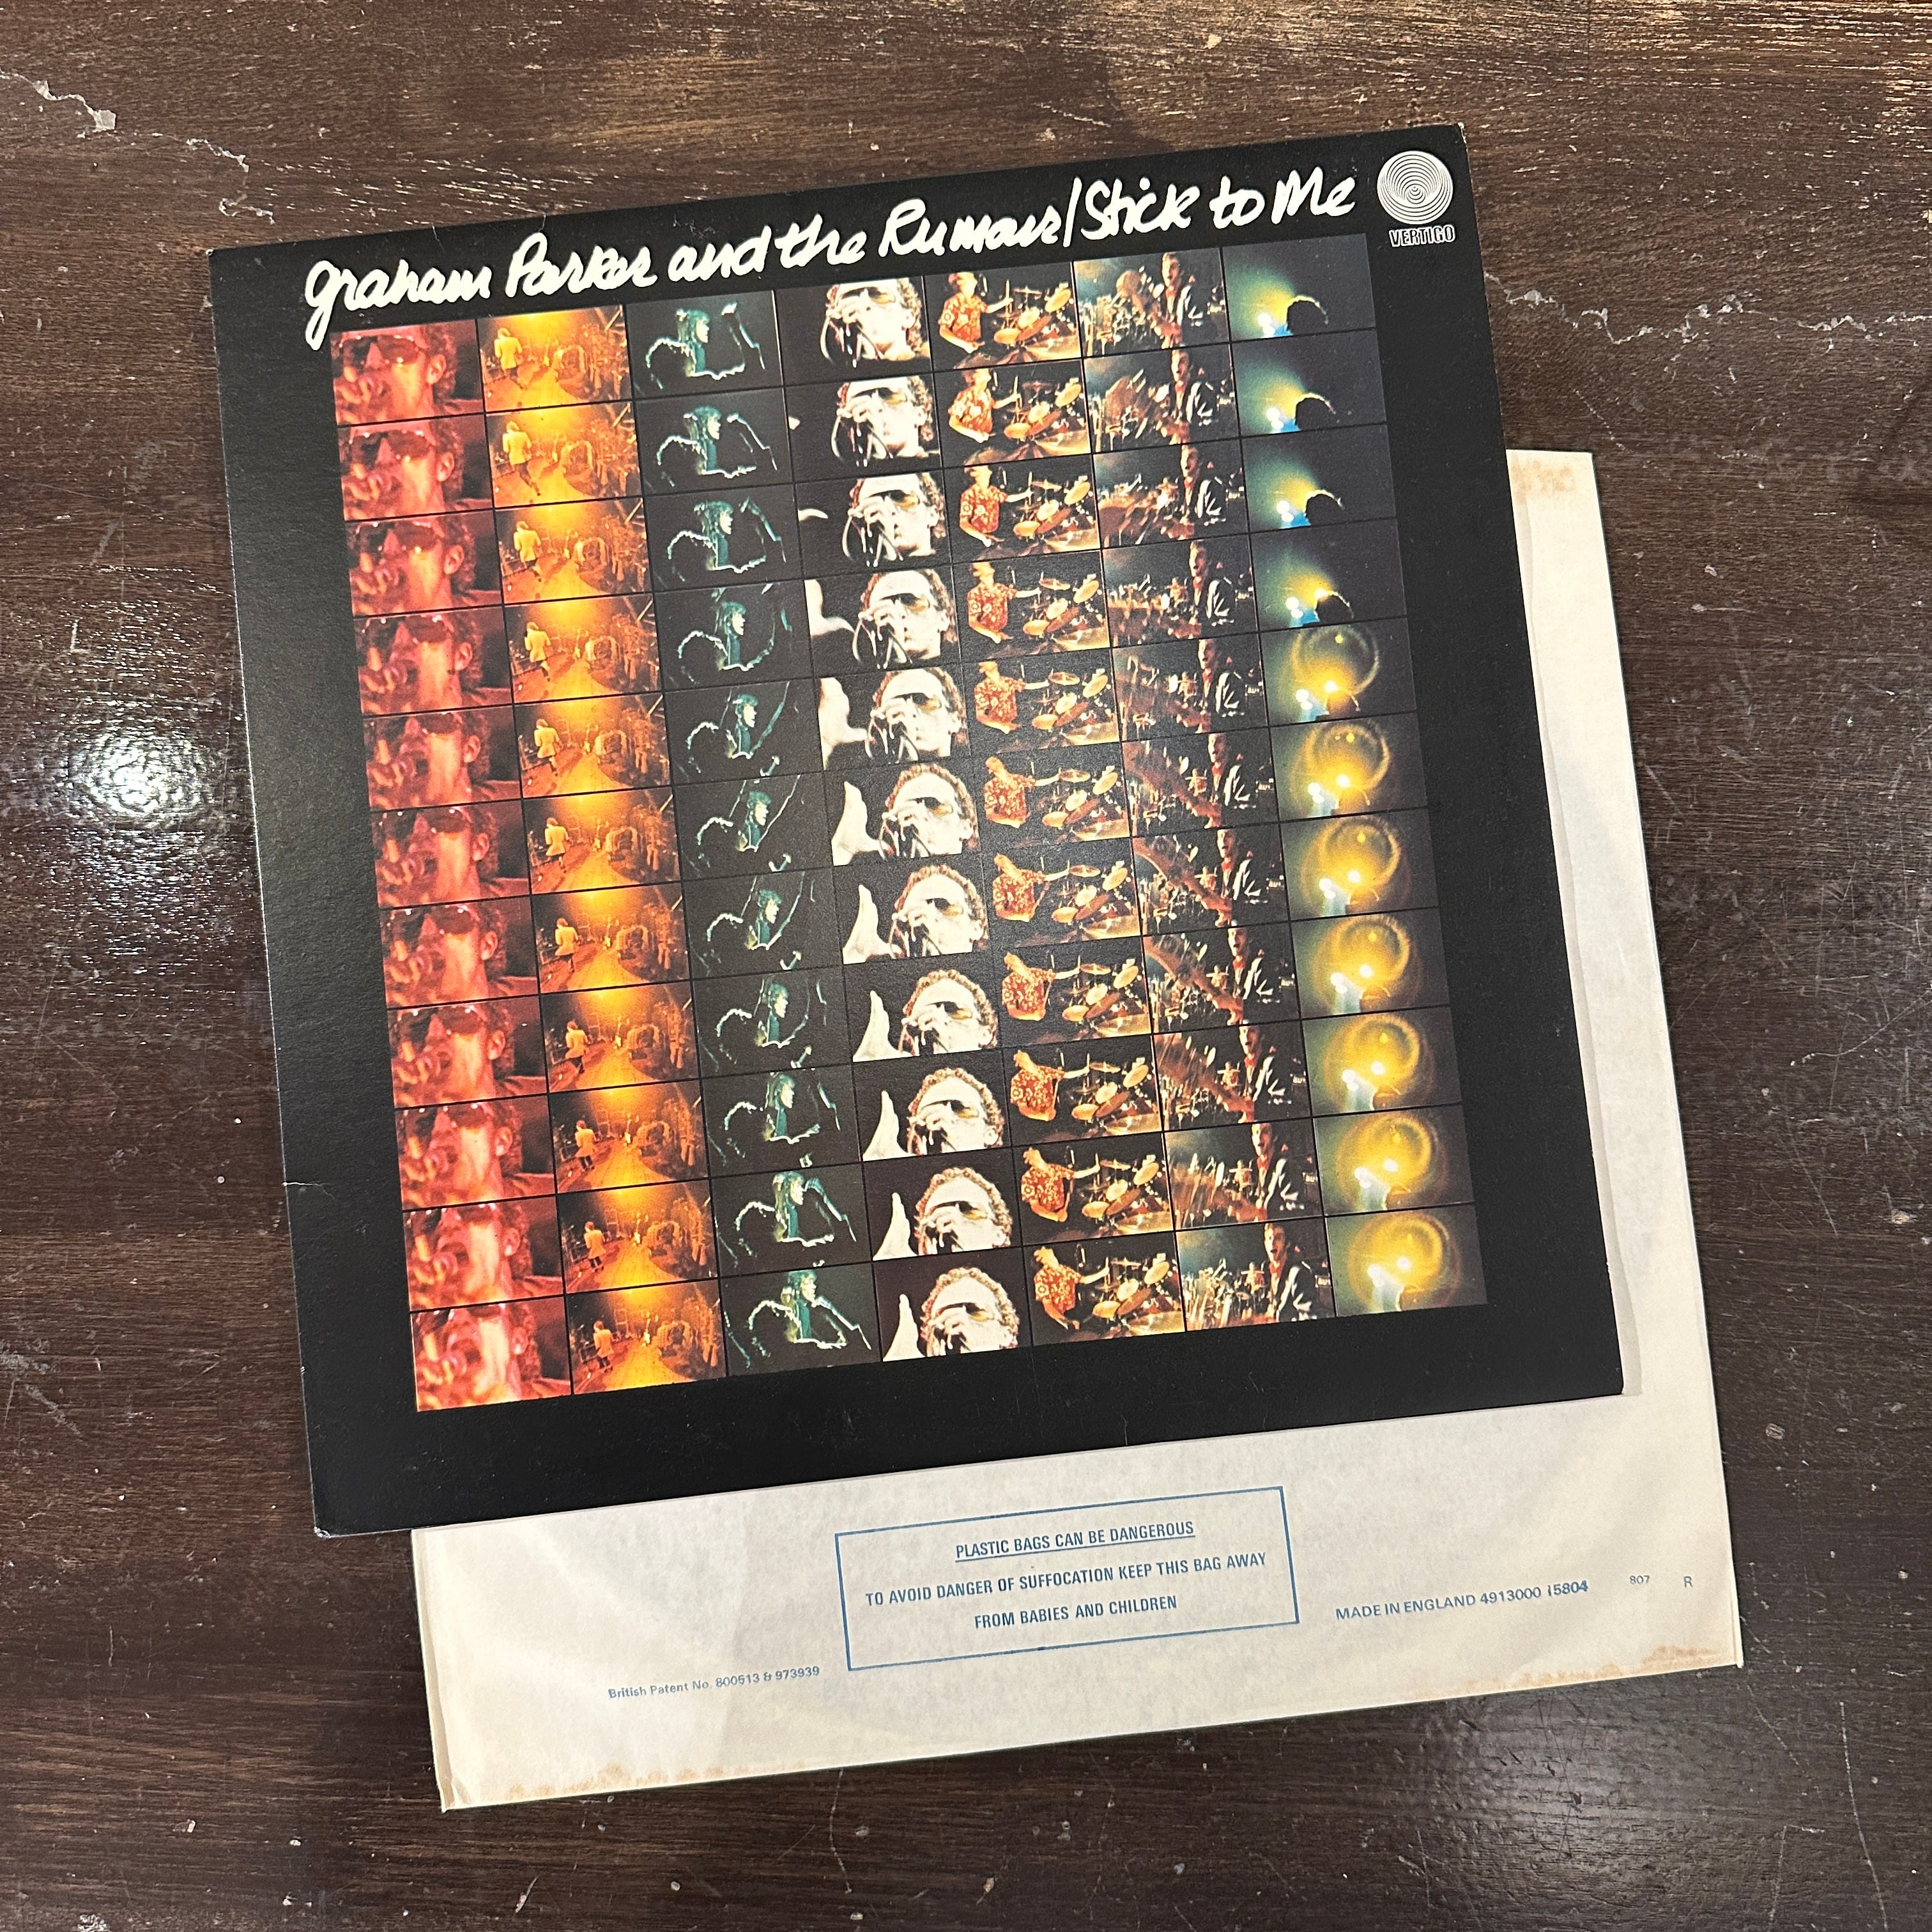 Graham Parker and the Rumour/Stick to Me
VERTIGO
PLASTIC BAGS CAN BE DANGEROUS
TO AVOID DANGER OF SUFFOCATION KEEP THIS BAG AWAY
FROM BABIES AND CHILDREN
British Patent No. 800513 & 973939
MADE IN ENGLAND 4913000 15804
807
R